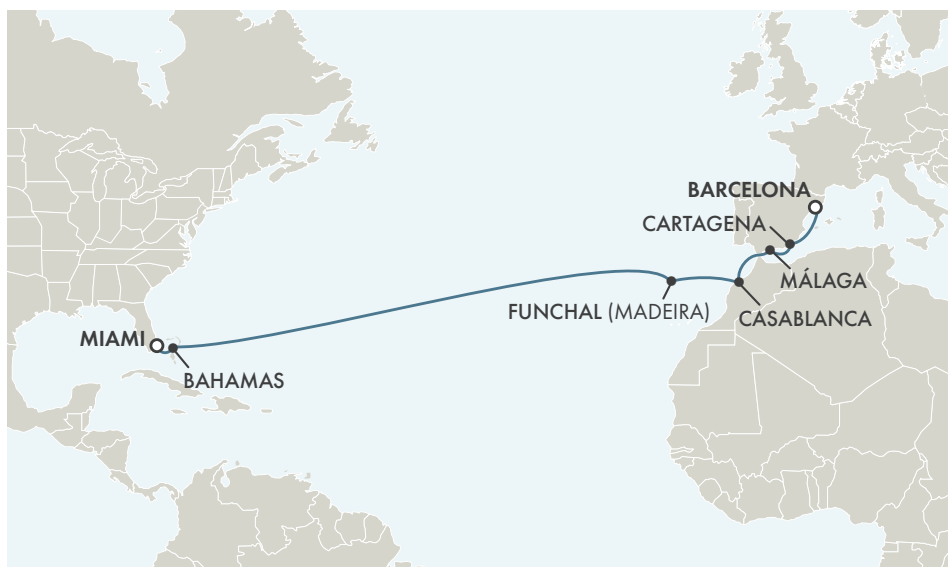 BARCELONA
CARTAGENA
MÁLAGA
FUNCHAL (MADEIRA)
CASABLANCA
MIAMI
BAHAMAS